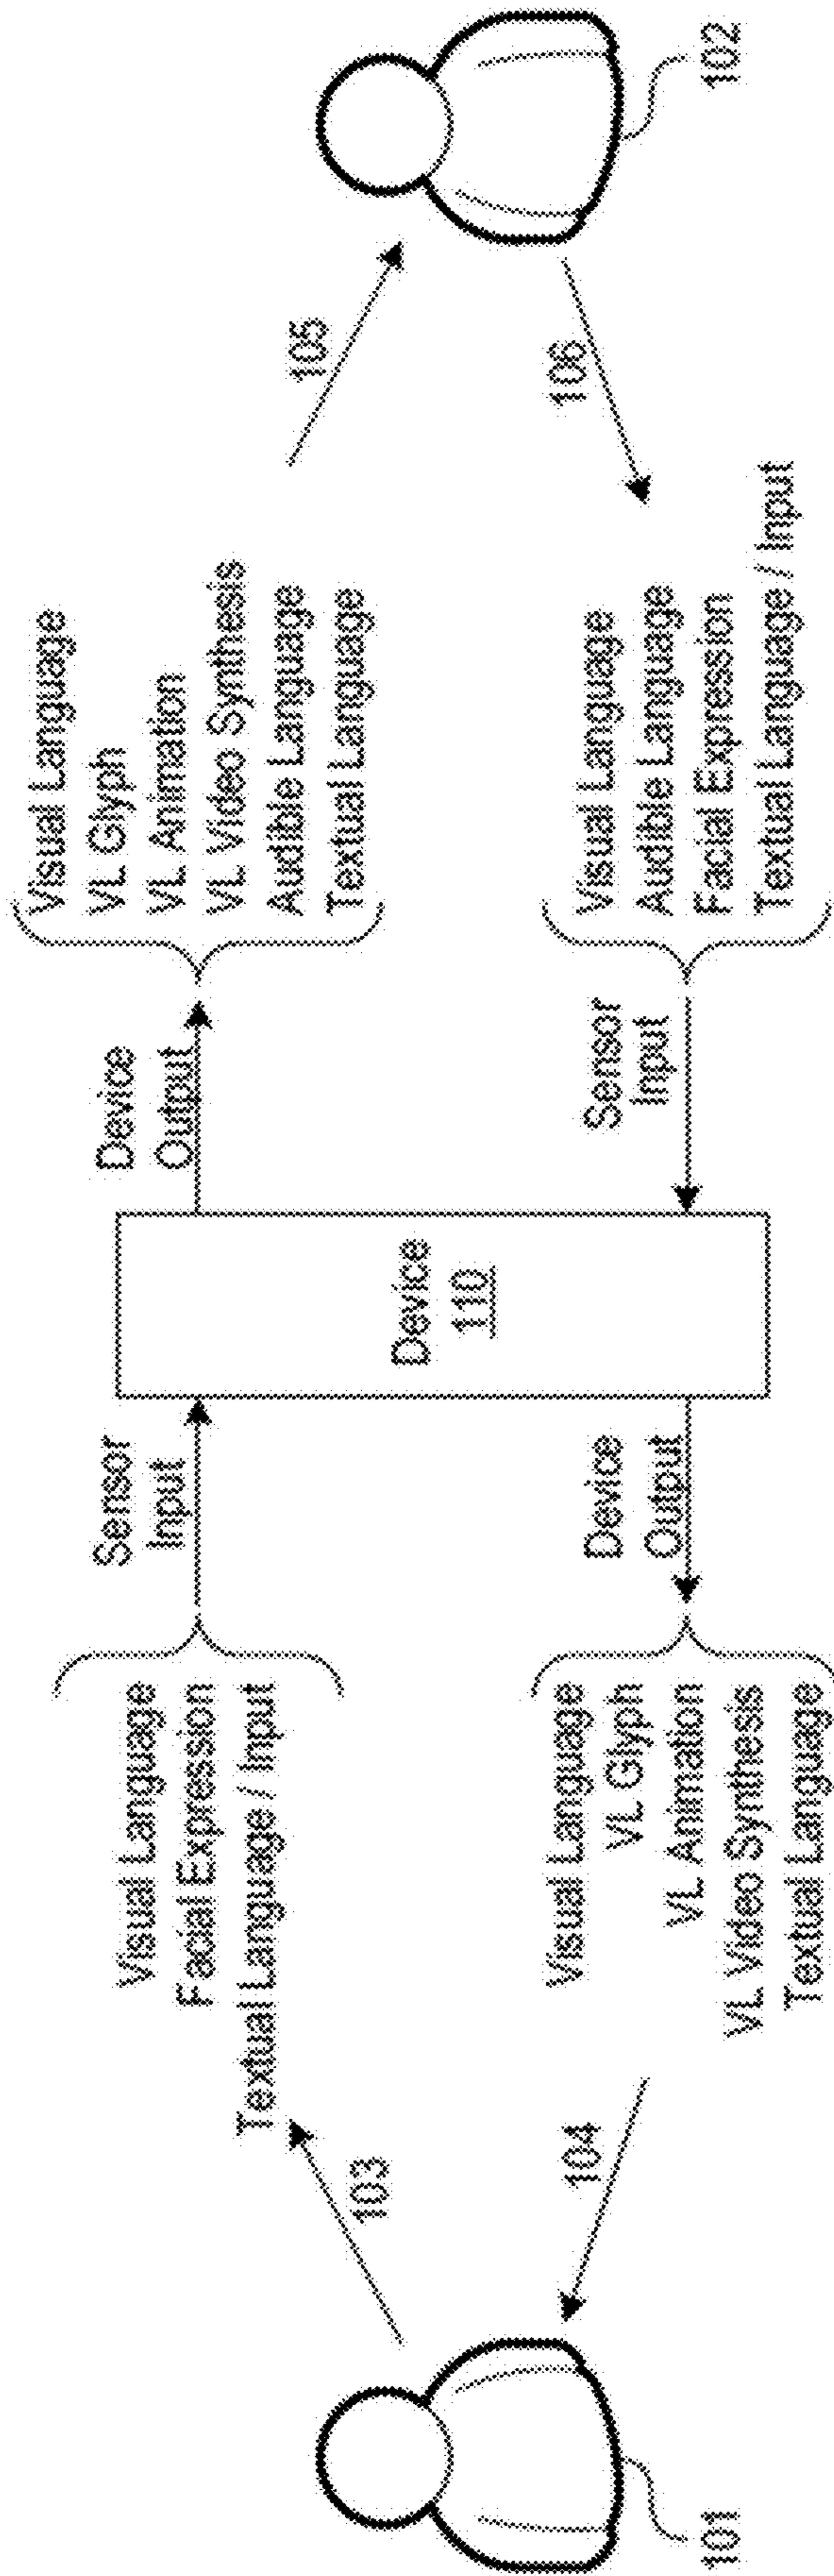 Visual Language
Facial Expression
Textual Language / Input
Sensor
Input
Device
Output
Visual Language
VL Glyph
VL Animation
VL Video Synthesis
Audible Language
Textual Language
103
105
Device
110
104
106
Visual Language
VL Glyph
VL Animation
VL Video Synthesis
Textual Language
Device
Output
Sensor
Input
Visual Language
Audible Language
Facial Expression
Textual Language / Input
101
102